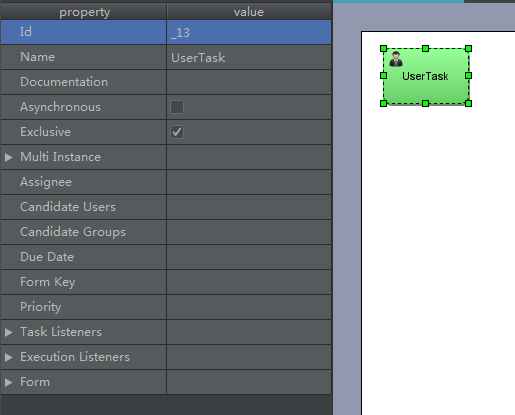 property value
Id _13
Name UserTask
Documentation
Asynchronous
Exclusive
Multi Instance
Assignee
Candidate Users
Candidate Groups
Due Date
Form Key
Priority
Task Listeners
Execution Listeners
Form
UserTask